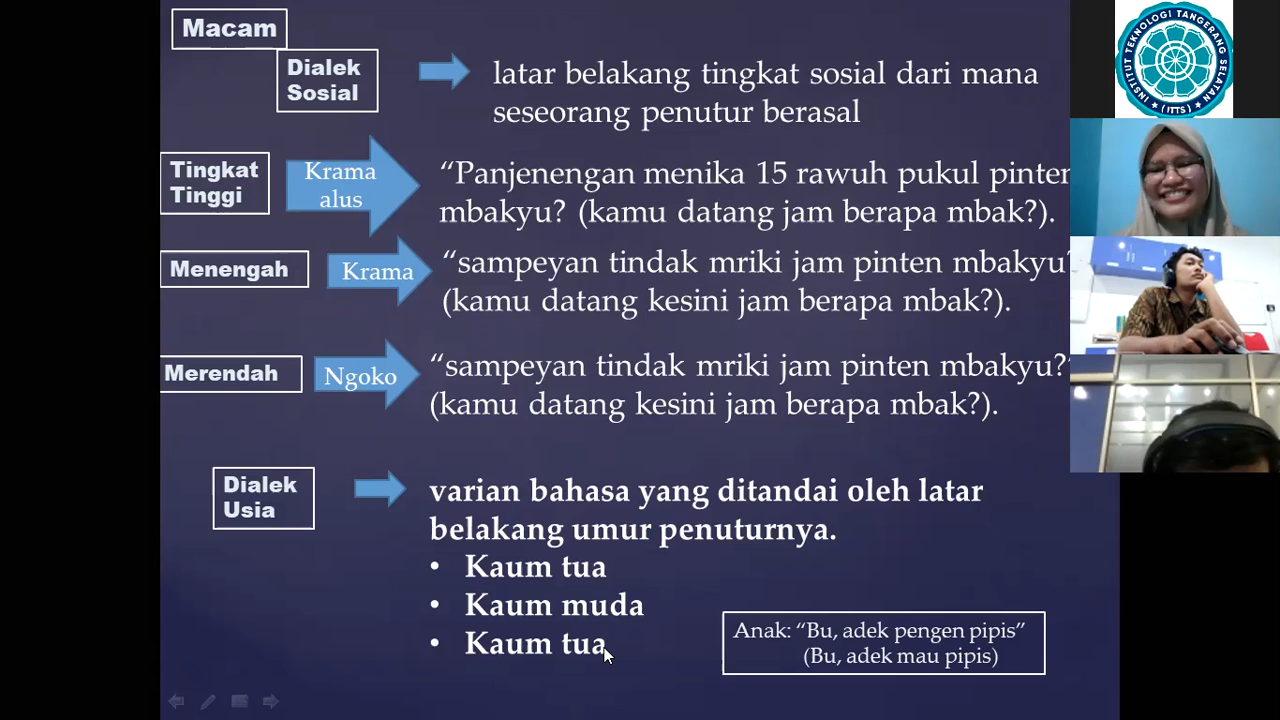 Macam
Dialek
Sosial
latar belakang tingkat sosial dari mana
seseorang penutur berasal
Tingkat
Tinggi
Krama
alus
“Panjenengan menika 15 rawuh pukul pinten
mbakyu? (kamu datang jam berapa mbak?).
Menengah
Krama
“sampeyan tindak mriki jam pinten mbakyu?
(kamu datang kesini jam berapa mbak?).
Merendah
Ngoko
“sampeyan tindak mriki jam pinten mbakyu?”
(kamu datang kesini jam berapa mbak?).
Dialek
Usia
varian bahasa yang ditandai oleh latar
belakang umur penuturnya.
• Kaum tua
• Kaum muda
• Kaum tua
Anak: “Bu, adek pengen pipis”
(Bu, adek mau pipis)
INSTITUT TEKNOLOGI TANGERANG SELATAN
(ITTS)